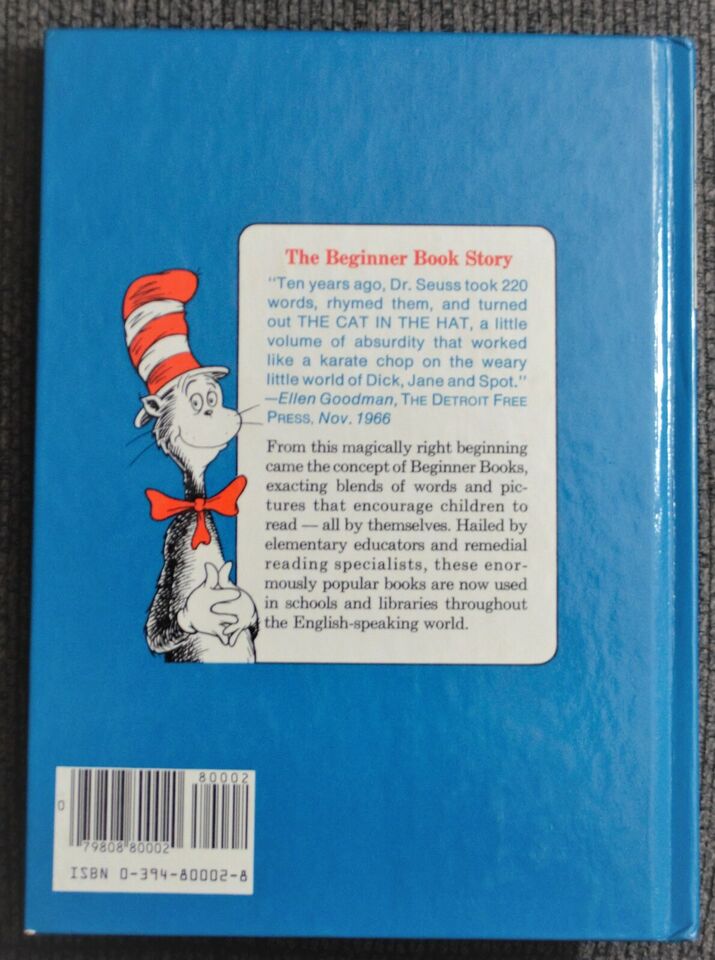 The Beginner Book Story
"Ten years ago, Dr. Seuss took 220
words, rhymed them, and turned
out THE CAT IN THE HAT, a little
volume of absurdity that worked
like a karate chop on the weary
little world of Dick, Jane and Spot."
—Ellen Goodman, THE DETROIT FREE
PRESS, Nov. 1966
From this magically right beginning
came the concept of Beginner Books,
exacting blends of words and pic-
tures that encourage children to
read — all by themselves. Hailed by
elementary educators and remedial
reading specialists, these enor-
mously popular books are now used
in schools and libraries throughout
the English-speaking world.
80002
0
79808 80002
ISBN 0-394-80002-8